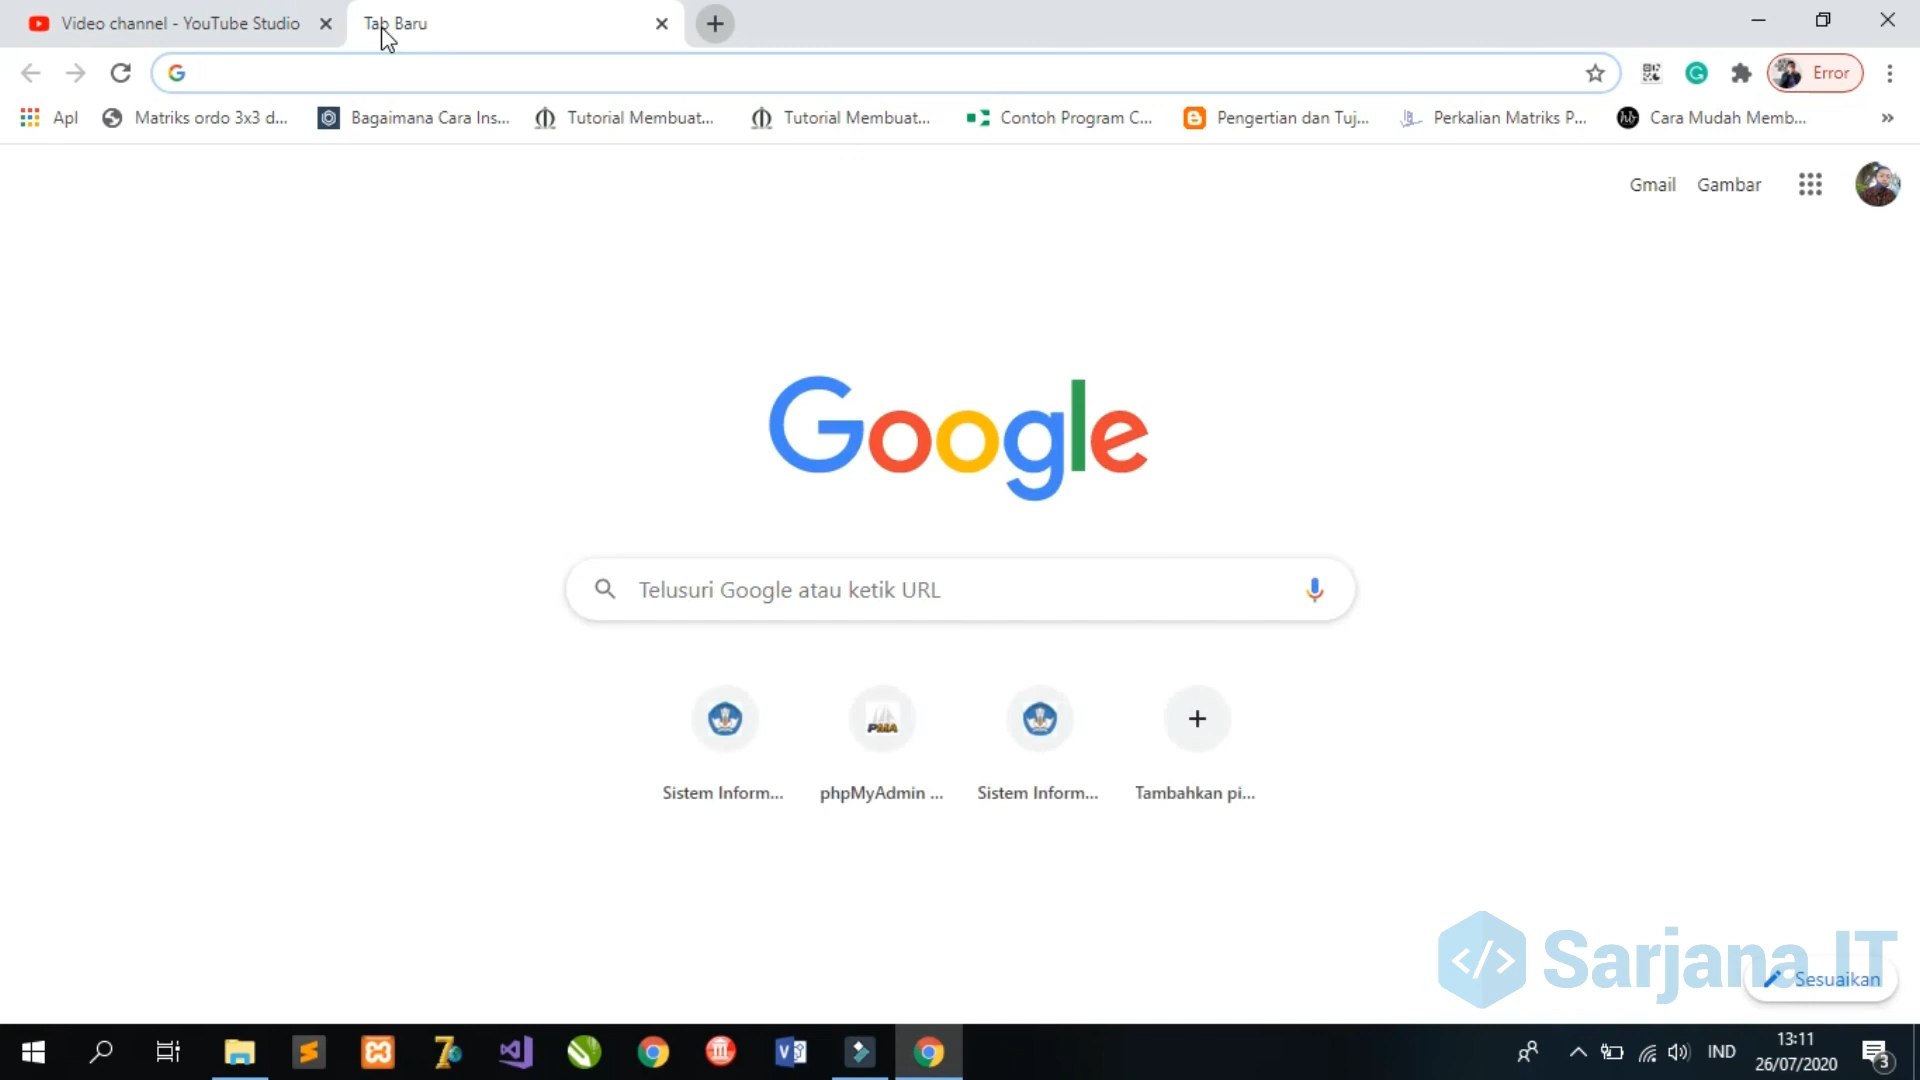 Video channel - YouTube Studio
Tab Baru
Error
Apl
Matriks ordo 3x3 d...
Bagaimana Cara Ins...
Tutorial Membuat...
Tutorial Membuat...
Contoh Program C...
Pengertian dan Tuj...
Perkalian Matriks P...
Cara Mudah Memb...
»
Gmail
Gambar
Google
Telusuri Google atau ketik URL
PMA
Sistem Inform...
phpMyAdmin ...
Sistem Inform...
Tambahkan pi...
</> Sarjana IT
Sesuaikan
IND
13:11
26/07/2020
3